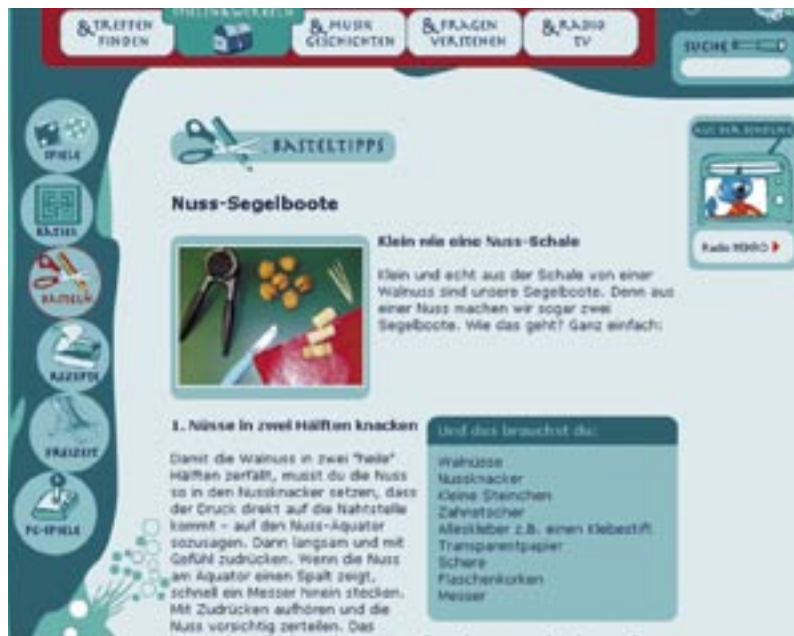 & TREFFEN
FINDEN
SPIELEN & WERKELN
& MUSIK
GESCHICHTEN
& FRAGEN
VERSTEHEN
& RADIO
TV
SUCHE
SPIELE
RÄTSEL
BASTELN
REZEPTE
FREIZEIT
PC-SPIELE
BASTELTIPPS
AUS DER SENDUNG
Radio MIKRO
Nuss-Segelboote
Klein wie eine Nuss-Schale
Klein und echt aus der Schale von einer
Walnuss sind unsere Segelboote. Denn aus
einer Nuss machen wir sogar zwei
Segelboote. Wie das geht? Ganz einfach:
1. Nüsse in zwei Hälften knacken
Damit die Walnuss in zwei "heile"
Hälften zerfällt, musst du die Nuss
so in den Nussknacker setzen, dass
der Druck direkt auf die Nahtstelle
kommt – auf den Nuss-Äquator
sozusagen. Dann langsam und mit
Gefühl zudrücken. Wenn die Nuss
am Äquator einen Spalt zeigt,
schnell ein Messer hinein stecken.
Mit Zudrücken aufhören und die
Nuss vorsichtig zerteilen. Das
Und das brauchst du:
Walnüsse
Nussknacker
Kleine Steinchen
Zahnstocher
Alleskleber z.B. einen Klebestift
Transparentpapier
Schere
Flaschenkorken
Messer